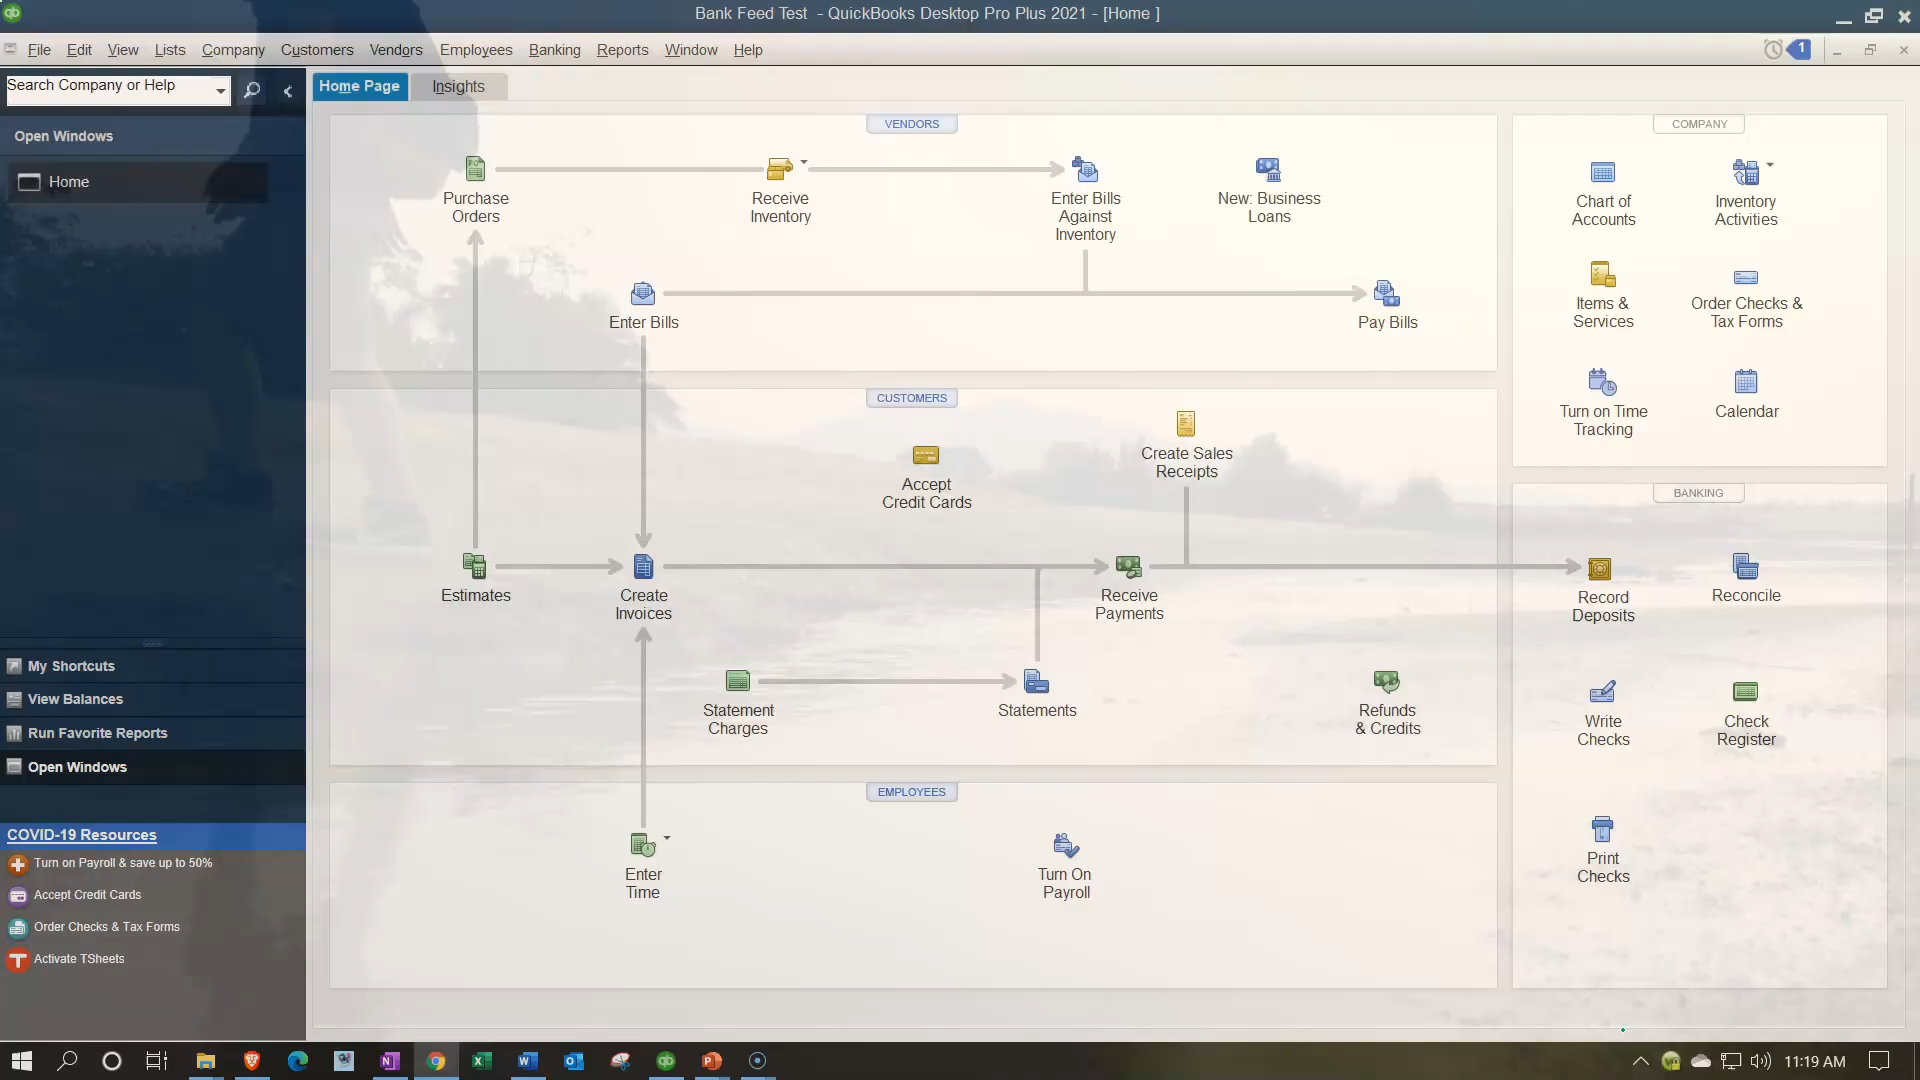 Bank Feed Test - QuickBooks Desktop Pro Plus 2021 - [Home ]
File Edit View Lists Company Customers Vendors Employees Banking Reports Window Help
1
Search Company or Help
Home Page Insights
Open Windows
Home
VENDORS
Purchase Orders
Receive Inventory
Enter Bills Against Inventory
New: Business Loans
Enter Bills
Pay Bills
COMPANY
Chart of Accounts
Inventory Activities
Items & Services
Order Checks & Tax Forms
Turn on Time Tracking
Calendar
CUSTOMERS
Create Sales Receipts
Accept Credit Cards
Estimates
Create Invoices
Receive Payments
Statement Charges
Statements
Refunds & Credits
BANKING
Record Deposits
Reconcile
Write Checks
Check Register
Print Checks
EMPLOYEES
Enter Time
Turn On Payroll
My Shortcuts
View Balances
Run Favorite Reports
Open Windows
COVID-19 Resources
Turn on Payroll & save up to 50%
Accept Credit Cards
Order Checks & Tax Forms
Activate TSheets
11:19 AM